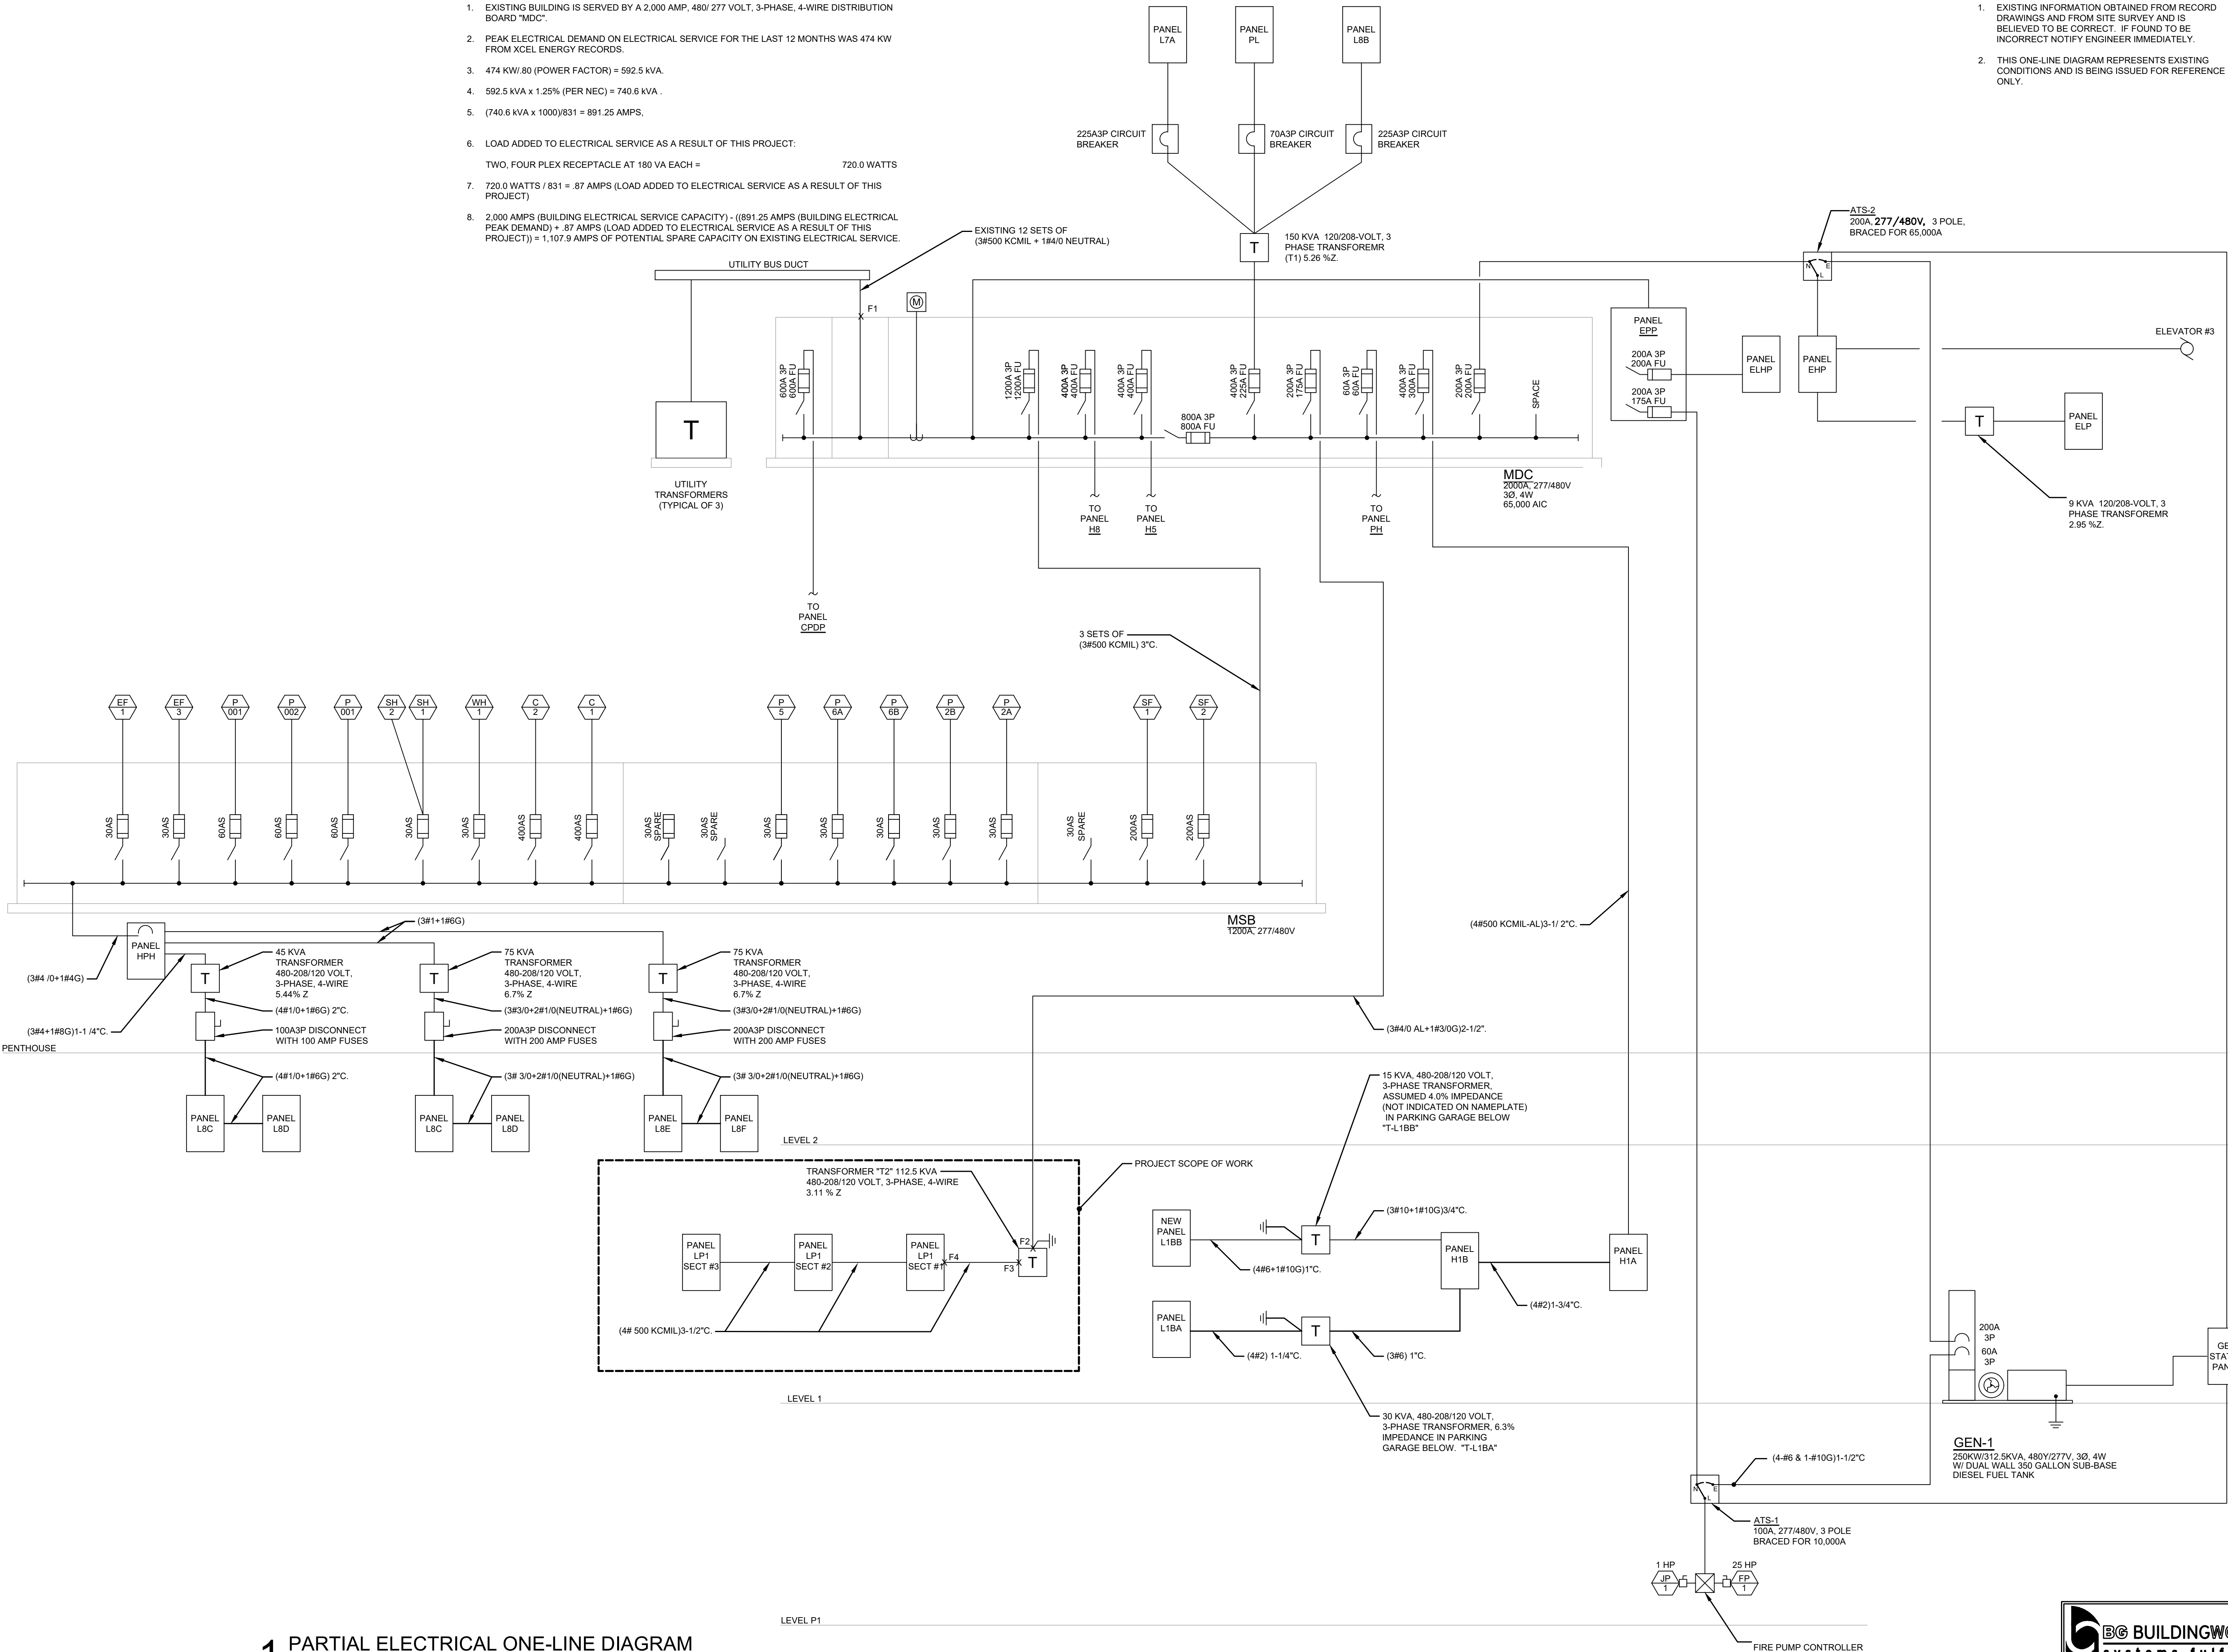 1. EXISTING BUILDING IS SERVED BY A 2,000 AMP, 480/ 277 VOLT, 3-PHASE, 4-WIRE DISTRIBUTION
BOARD "MDC".
2. PEAK ELECTRICAL DEMAND ON ELECTRICAL SERVICE FOR THE LAST 12 MONTHS WAS 474 KW
FROM XCEL ENERGY RECORDS.
3. 474 KW/.80 (POWER FACTOR) = 592.5 kVA.
4. 592.5 kVA x 1.25% (PER NEC) = 740.6 kVA .
5. (740.6 kVA x 1000)/831 = 891.25 AMPS,
6. LOAD ADDED TO ELECTRICAL SERVICE AS A RESULT OF THIS PROJECT:
TWO, FOUR PLEX RECEPTACLE AT 180 VA EACH = 720.0 WATTS
7. 720.0 WATTS / 831 = .87 AMPS (LOAD ADDED TO ELECTRICAL SERVICE AS A RESULT OF THIS
PROJECT)
8. 2,000 AMPS (BUILDING ELECTRICAL SERVICE CAPACITY) - ((891.25 AMPS (BUILDING ELECTRICAL
PEAK DEMAND) + .87 AMPS (LOAD ADDED TO ELECTRICAL SERVICE AS A RESULT OF THIS
PROJECT)) = 1,107.9 AMPS OF POTENTIAL SPARE CAPACITY ON EXISTING ELECTRICAL SERVICE.
1. EXISTING INFORMATION OBTAINED FROM RECORD
DRAWINGS AND FROM SITE SURVEY AND IS
BELIEVED TO BE CORRECT. IF FOUND TO BE
INCORRECT NOTIFY ENGINEER IMMEDIATELY.
2. THIS ONE-LINE DIAGRAM REPRESENTS EXISTING
CONDITIONS AND IS BEING ISSUED FOR REFERENCE
ONLY.
PANEL
L7A
PANEL
PL
PANEL
L8B
225A3P CIRCUIT
BREAKER
70A3P CIRCUIT
BREAKER
225A3P CIRCUIT
BREAKER
T
150 KVA 120/208-VOLT, 3
PHASE TRANSFOREMR
(T1) 5.26 %Z.
EXISTING 12 SETS OF
(3#500 KCMIL + 1#4/0 NEUTRAL)
UTILITY BUS DUCT
F1
M
ATS-2
200A, 277/480V, 3 POLE,
BRACED FOR 65,000A
N E
L
PANEL
EPP
200A 3P
200A FU
200A 3P
175A FU
PANEL
ELHP
PANEL
EHP
ELEVATOR #3
T
PANEL
ELP
9 KVA 120/208-VOLT, 3
PHASE TRANSFOREMR
2.95 %Z.
T
UTILITY
TRANSFORMERS
(TYPICAL OF 3)
600A 3P
600A FU
1200A 3P
1200A FU
400A 3P
400A FU
400A 3P
400A FU
800A 3P
800A FU
400A 3P
225A FU
200A 3P
175A FU
60A 3P
60A FU
400A 3P
300A FU
200A 3P
200A FU
SPACE
MDC
2000A, 277/480V
3Ø, 4W
65,000 AIC
TO
PANEL
H8
TO
PANEL
H5
TO
PANEL
PH
TO
PANEL
CPDP
3 SETS OF
(3#500 KCMIL) 3"C.
EF
1
EF
3
P
001
P
002
P
001
SH
2
SH
1
WH
1
C
2
C
1
P
5
P
6A
P
6B
P
2B
P
2A
SF
1
SF
2
30AS
30AS
60AS
60AS
60AS
30AS
30AS
400AS
400AS
30AS
SPARE
30AS
SPARE
30AS
30AS
30AS
30AS
30AS
30AS
SPARE
200AS
200AS
MSB
1200A, 277/480V
(3#1+1#6G)
PANEL
HPH
(3#4 /0+1#4G)
(3#4+1#8G)1-1 /4"C.
T
45 KVA
TRANSFORMER
480-208/120 VOLT,
3-PHASE, 4-WIRE
5.44% Z
(4#1/0+1#6G) 2"C.
100A3P DISCONNECT
WITH 100 AMP FUSES
T
75 KVA
TRANSFORMER
480-208/120 VOLT,
3-PHASE, 4-WIRE
6.7% Z
(3#3/0+2#1/0(NEUTRAL)+1#6G)
200A3P DISCONNECT
WITH 200 AMP FUSES
T
75 KVA
TRANSFORMER
480-208/120 VOLT,
3-PHASE, 4-WIRE
6.7% Z
(3#3/0+2#1/0(NEUTRAL)+1#6G)
200A3P DISCONNECT
WITH 200 AMP FUSES
PENTHOUSE
(4#1/0+1#6G) 2"C.
(3# 3/0+2#1/0(NEUTRAL)+1#6G)
(3# 3/0+2#1/0(NEUTRAL)+1#6G)
PANEL
L8C
PANEL
L8D
PANEL
L8C
PANEL
L8D
PANEL
L8E
PANEL
L8F
(4#500 KCMIL-AL)3-1/ 2"C.
(3#4/0 AL+1#3/0G)2-1/2".
LEVEL 2
15 KVA, 480-208/120 VOLT,
3-PHASE TRANSFORMER,
ASSUMED 4.0% IMPEDANCE
(NOT INDICATED ON NAMEPLATE)
IN PARKING GARAGE BELOW
"T-L1BB"
TRANSFORMER "T2" 112.5 KVA
480-208/120 VOLT, 3-PHASE, 4-WIRE
3.11 % Z
PROJECT SCOPE OF WORK
PANEL
LP1
SECT #3
PANEL
LP1
SECT #2
PANEL
LP1
SECT #1
F4
F3
F2
T
(4# 500 KCMIL)3-1/2"C.
NEW
PANEL
L1BB
T
(3#10+1#10G)3/4"C.
(4#6+1#10G)1"C.
PANEL
H1B
PANEL
H1A
(4#2)1-3/4"C.
PANEL
L1BA
T
(4#2) 1-1/4"C.
(3#6) 1"C.
LEVEL 1
30 KVA, 480-208/120 VOLT,
3-PHASE TRANSFORMER, 6.3%
IMPEDANCE IN PARKING
GARAGE BELOW. "T-L1BA"
200A
3P
60A
3P
GEN-1
250KW/312.5KVA, 480Y/277V, 3Ø, 4W
W/ DUAL WALL 350 GALLON SUB-BASE
DIESEL FUEL TANK
(4-#6 & 1-#10G)1-1/2"C
N E
L
ATS-1
100A, 277/480V, 3 POLE
BRACED FOR 10,000A
1 HP
JP
1
25 HP
FP
1
FIRE PUMP CONTROLLER
LEVEL P1
1 PARTIAL ELECTRICAL ONE-LINE DIAGRAM
BG